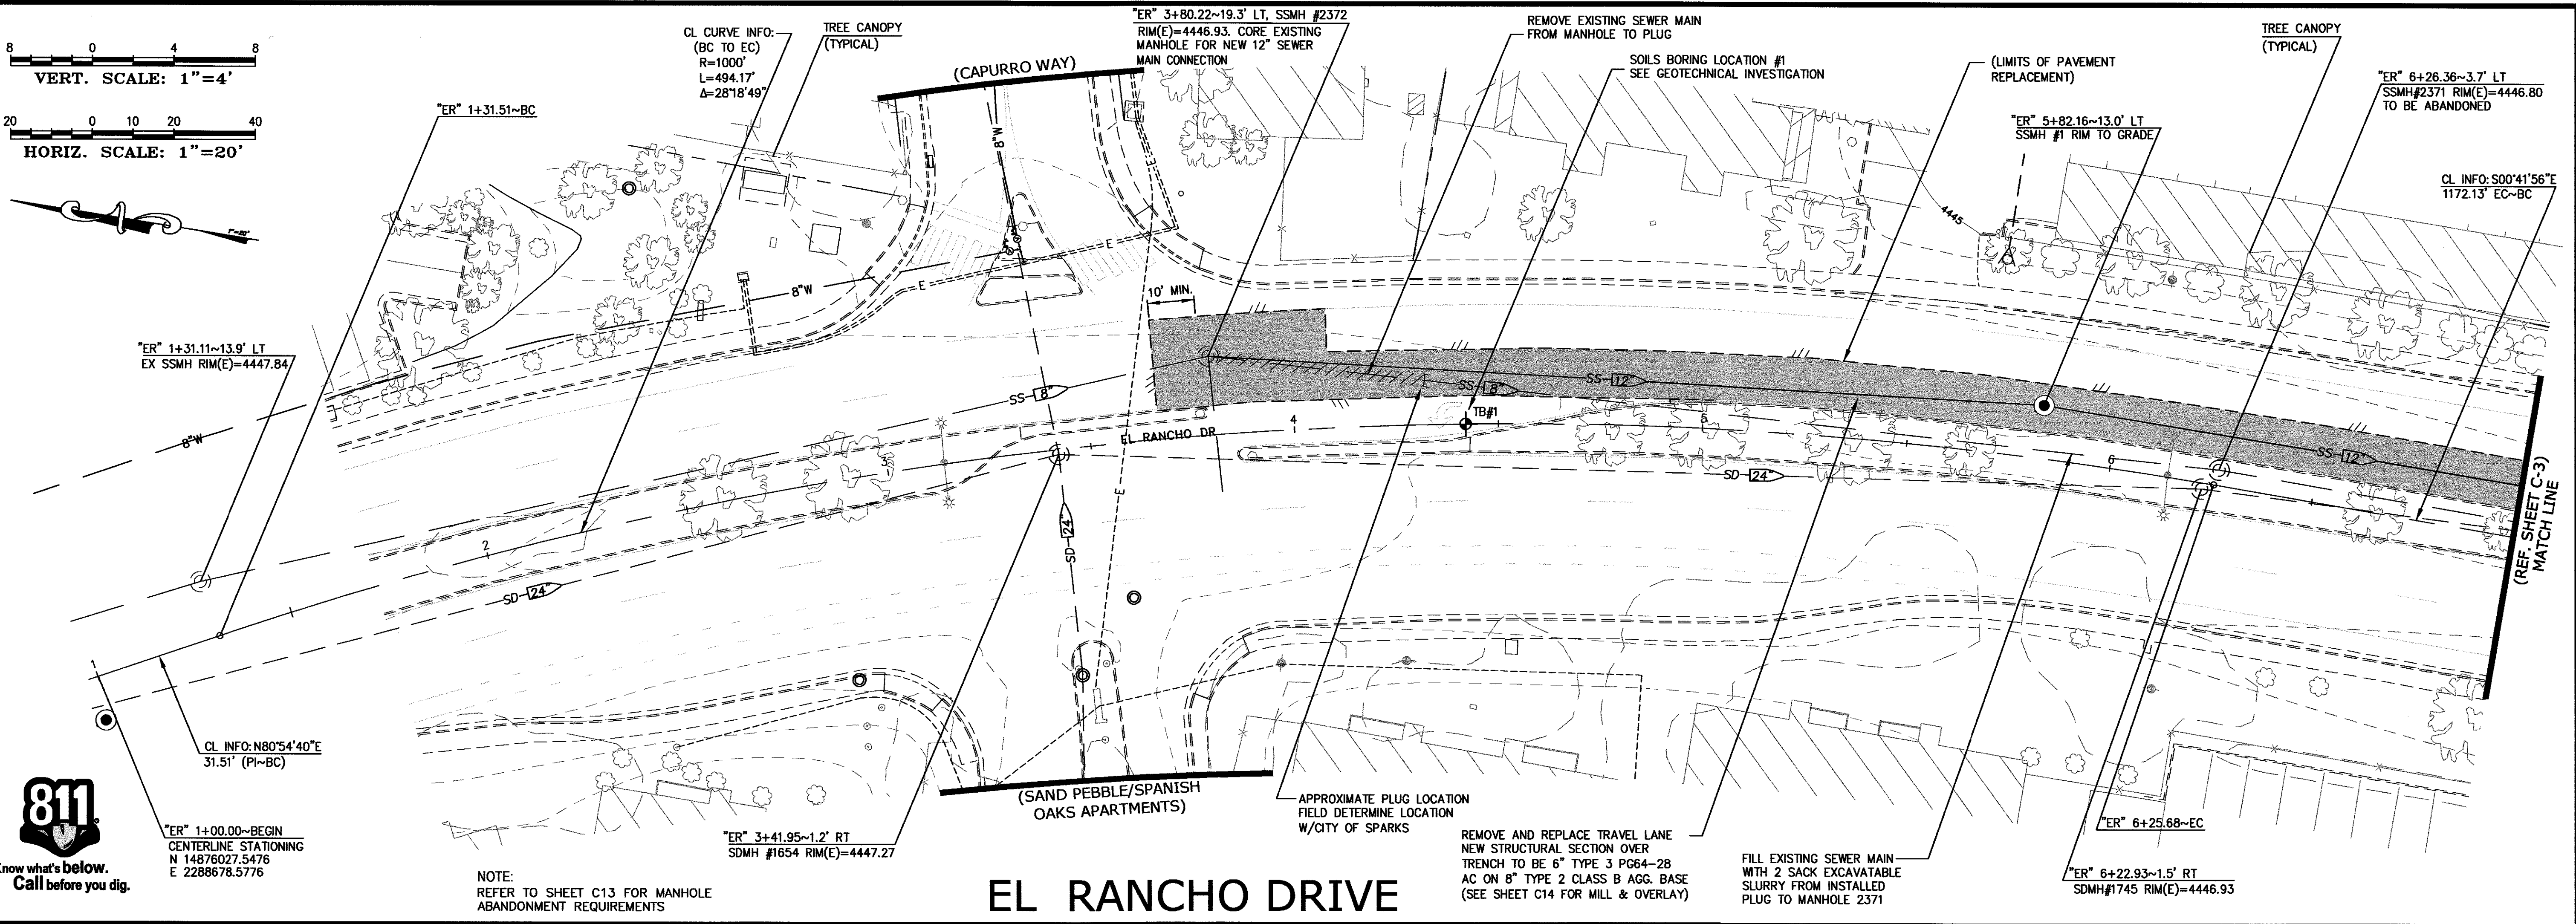 8 0 4 8
VERT. SCALE: 1"=4'
20 0 10 20 40
HORIZ. SCALE: 1"=20'
1"=20'
CL CURVE INFO:
(BC TO EC)
R=1000'
L=494.17'
Δ=28°18'49"
TREE CANOPY
(TYPICAL)
"ER" 1+31.51~BC
(CAPURRO WAY)
"ER" 3+80.22~19.3' LT, SSMH #2372
RIM(E)=4446.93. CORE EXISTING
MANHOLE FOR NEW 12" SEWER
MAIN CONNECTION
REMOVE EXISTING SEWER MAIN
FROM MANHOLE TO PLUG
SOILS BORING LOCATION #1
SEE GEOTECHNICAL INVESTIGATION
(LIMITS OF PAVEMENT
REPLACEMENT)
TREE CANOPY
(TYPICAL)
"ER" 6+26.36~3.7' LT
SSMH#2371 RIM(E)=4446.80
TO BE ABANDONED
"ER" 5+82.16~13.0' LT
SSMH #1 RIM TO GRADE
CL INFO: S00°41'56"E
1172.13' EC~BC
4445
8"W
E
E
E
8"W
10' MIN.
"ER" 1+31.11~13.9' LT
EX SSMH RIM(E)=4447.84
8"W
SS 8"
SS 8"
SS 12"
TB#1
EL RANCHO DR
1
2
3
4
5
6
SS 12"
SD 24"
SD 24"
SD 24"
E
(REF. SHEET C-3)
MATCH LINE
CL INFO: N80°54'40"E
31.51' (PI~BC)
811
Know what's below.
Call before you dig.
"ER" 1+00.00~BEGIN
CENTERLINE STATIONING
N 14876027.5476
E 2288678.5776
NOTE:
REFER TO SHEET C13 FOR MANHOLE
ABANDONMENT REQUIREMENTS
"ER" 3+41.95~1.2' RT
SDMH #1654 RIM(E)=4447.27
(SAND PEBBLE/SPANISH
OAKS APARTMENTS)
APPROXIMATE PLUG LOCATION
FIELD DETERMINE LOCATION
W/CITY OF SPARKS
REMOVE AND REPLACE TRAVEL LANE
NEW STRUCTURAL SECTION OVER
TRENCH TO BE 6" TYPE 3 PG64-28
AC ON 8" TYPE 2 CLASS B AGG. BASE
(SEE SHEET C14 FOR MILL & OVERLAY)
FILL EXISTING SEWER MAIN
WITH 2 SACK EXCAVATABLE
SLURRY FROM INSTALLED
PLUG TO MANHOLE 2371
"ER" 6+25.68~EC
"ER" 6+22.93~1.5' RT
SDMH#1745 RIM(E)=4446.93
EL RANCHO DRIVE